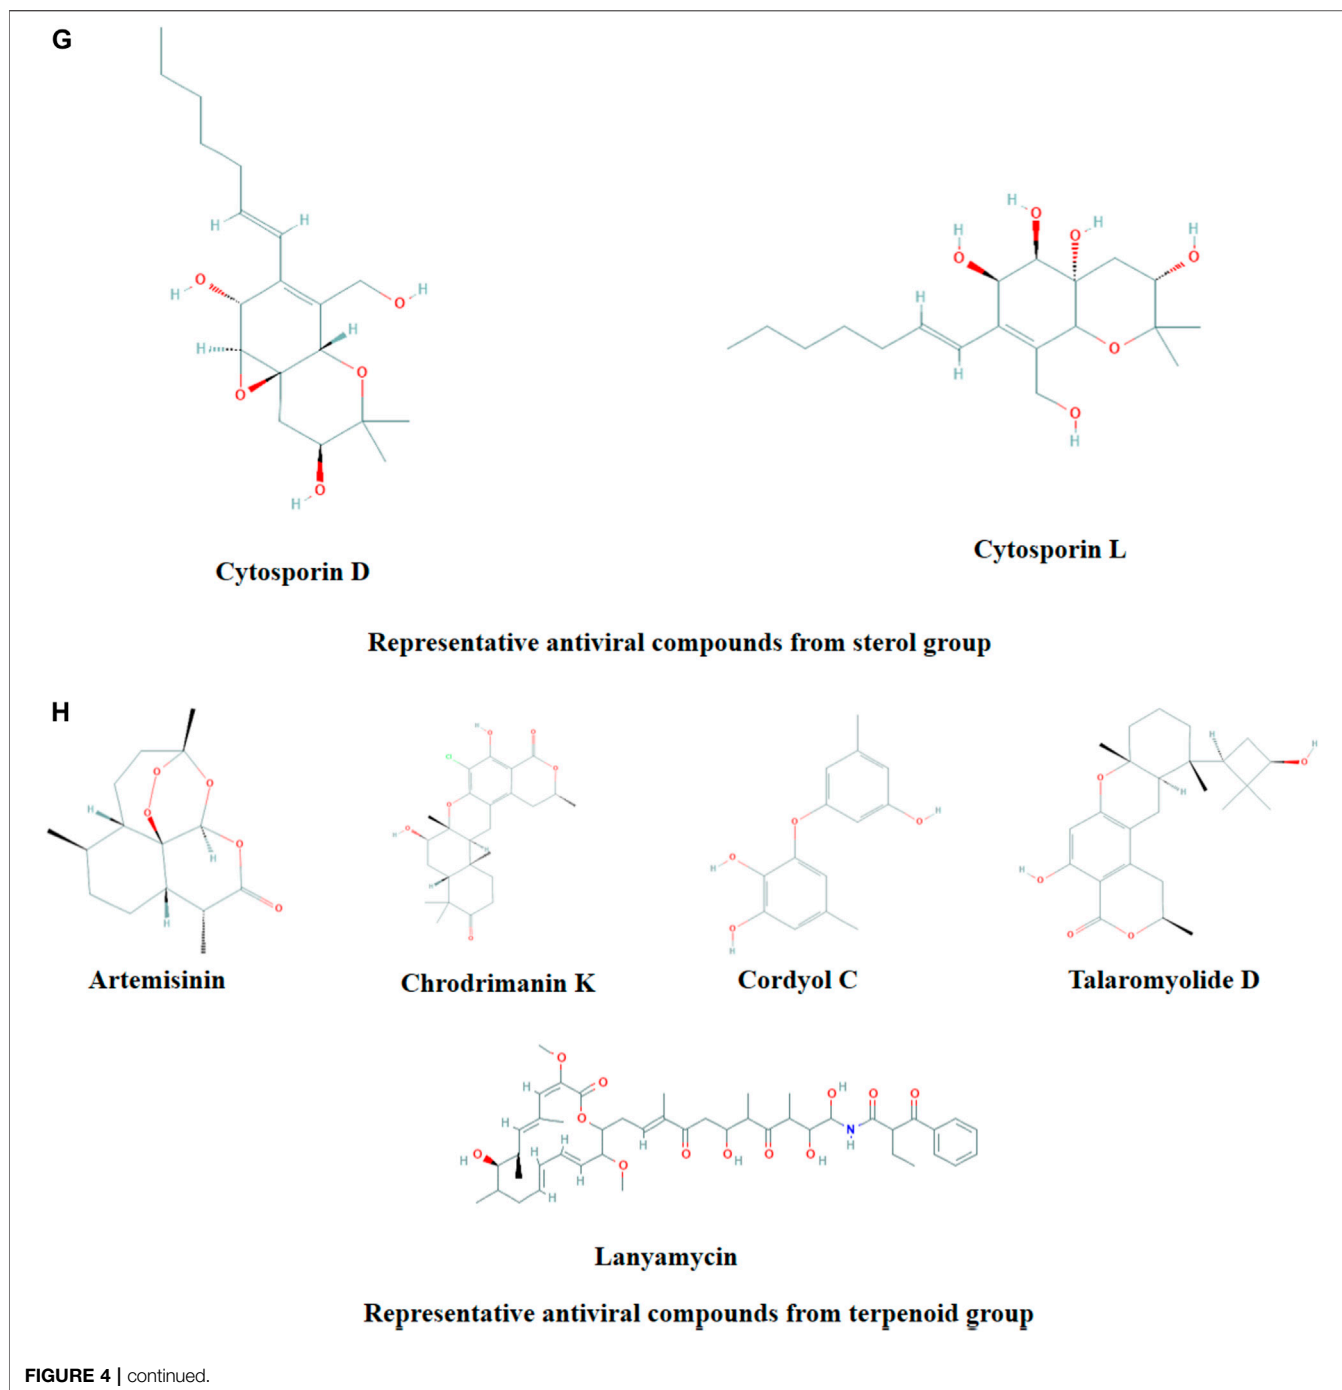 G
Cytosporin D
Cytosporin L
Representative antiviral compounds from sterol group
H
Artemisinin
Chrodrimanin K
Cordyol C
Talaromyolide D
Lanyamycin
Representative antiviral compounds from terpenoid group
FIGURE 4 | continued.